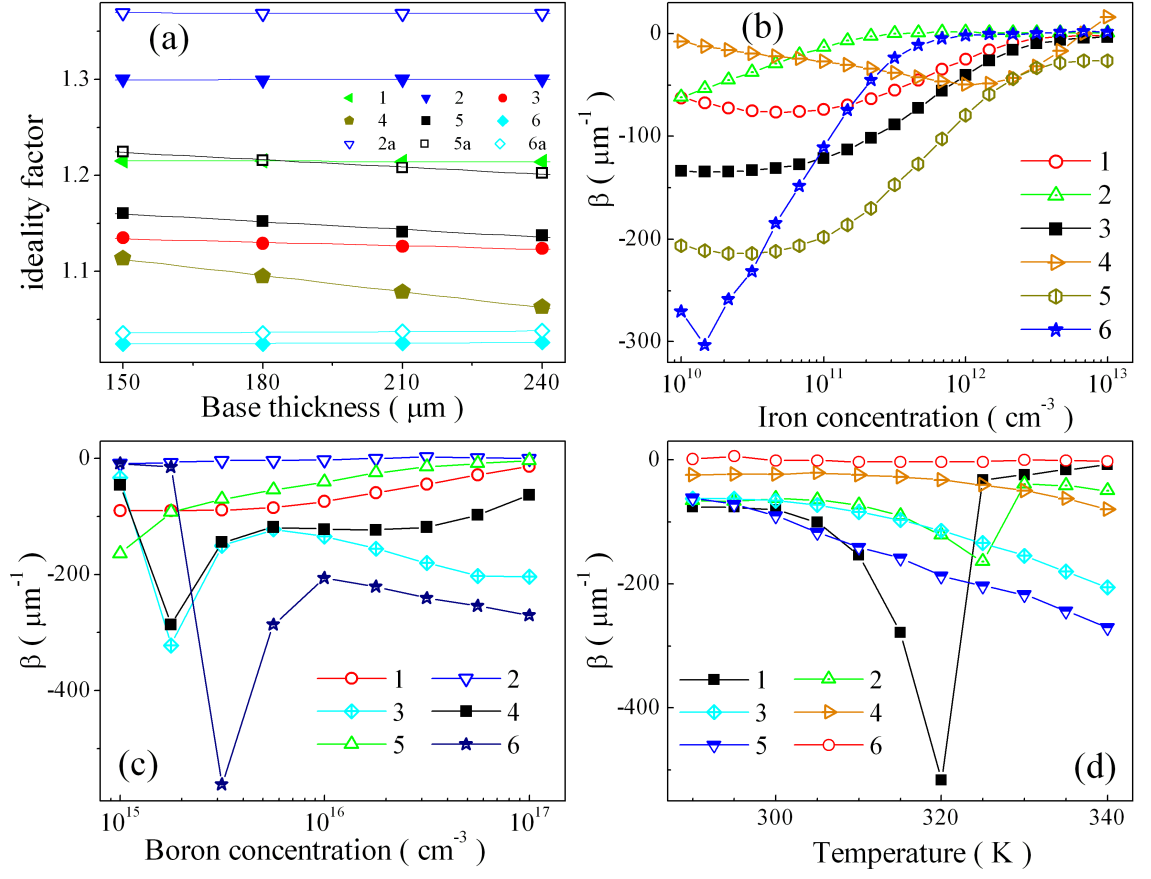 (a)
ideality factor
1.3
1.2
1.1
1 2 3
4 5 6
2a 5a 6a
150 180 210 240
Base thickness ( μm )
(b)
β ( μm⁻¹)
0
-100
-200
-300
1
2
3
4
5
6
10¹⁰ 10¹¹ 10¹² 10¹³
Iron concentration ( cm⁻³ )
(c)
β ( μm⁻¹)
0
-200
-400
1 2
3 4
5 6
10¹⁵ 10¹⁶ 10¹⁷
Boron concentration ( cm⁻³ )
(d)
β ( μm⁻¹)
0
-200
-400
1 2
3 4
5 6
300 320 340
Temperature ( K )